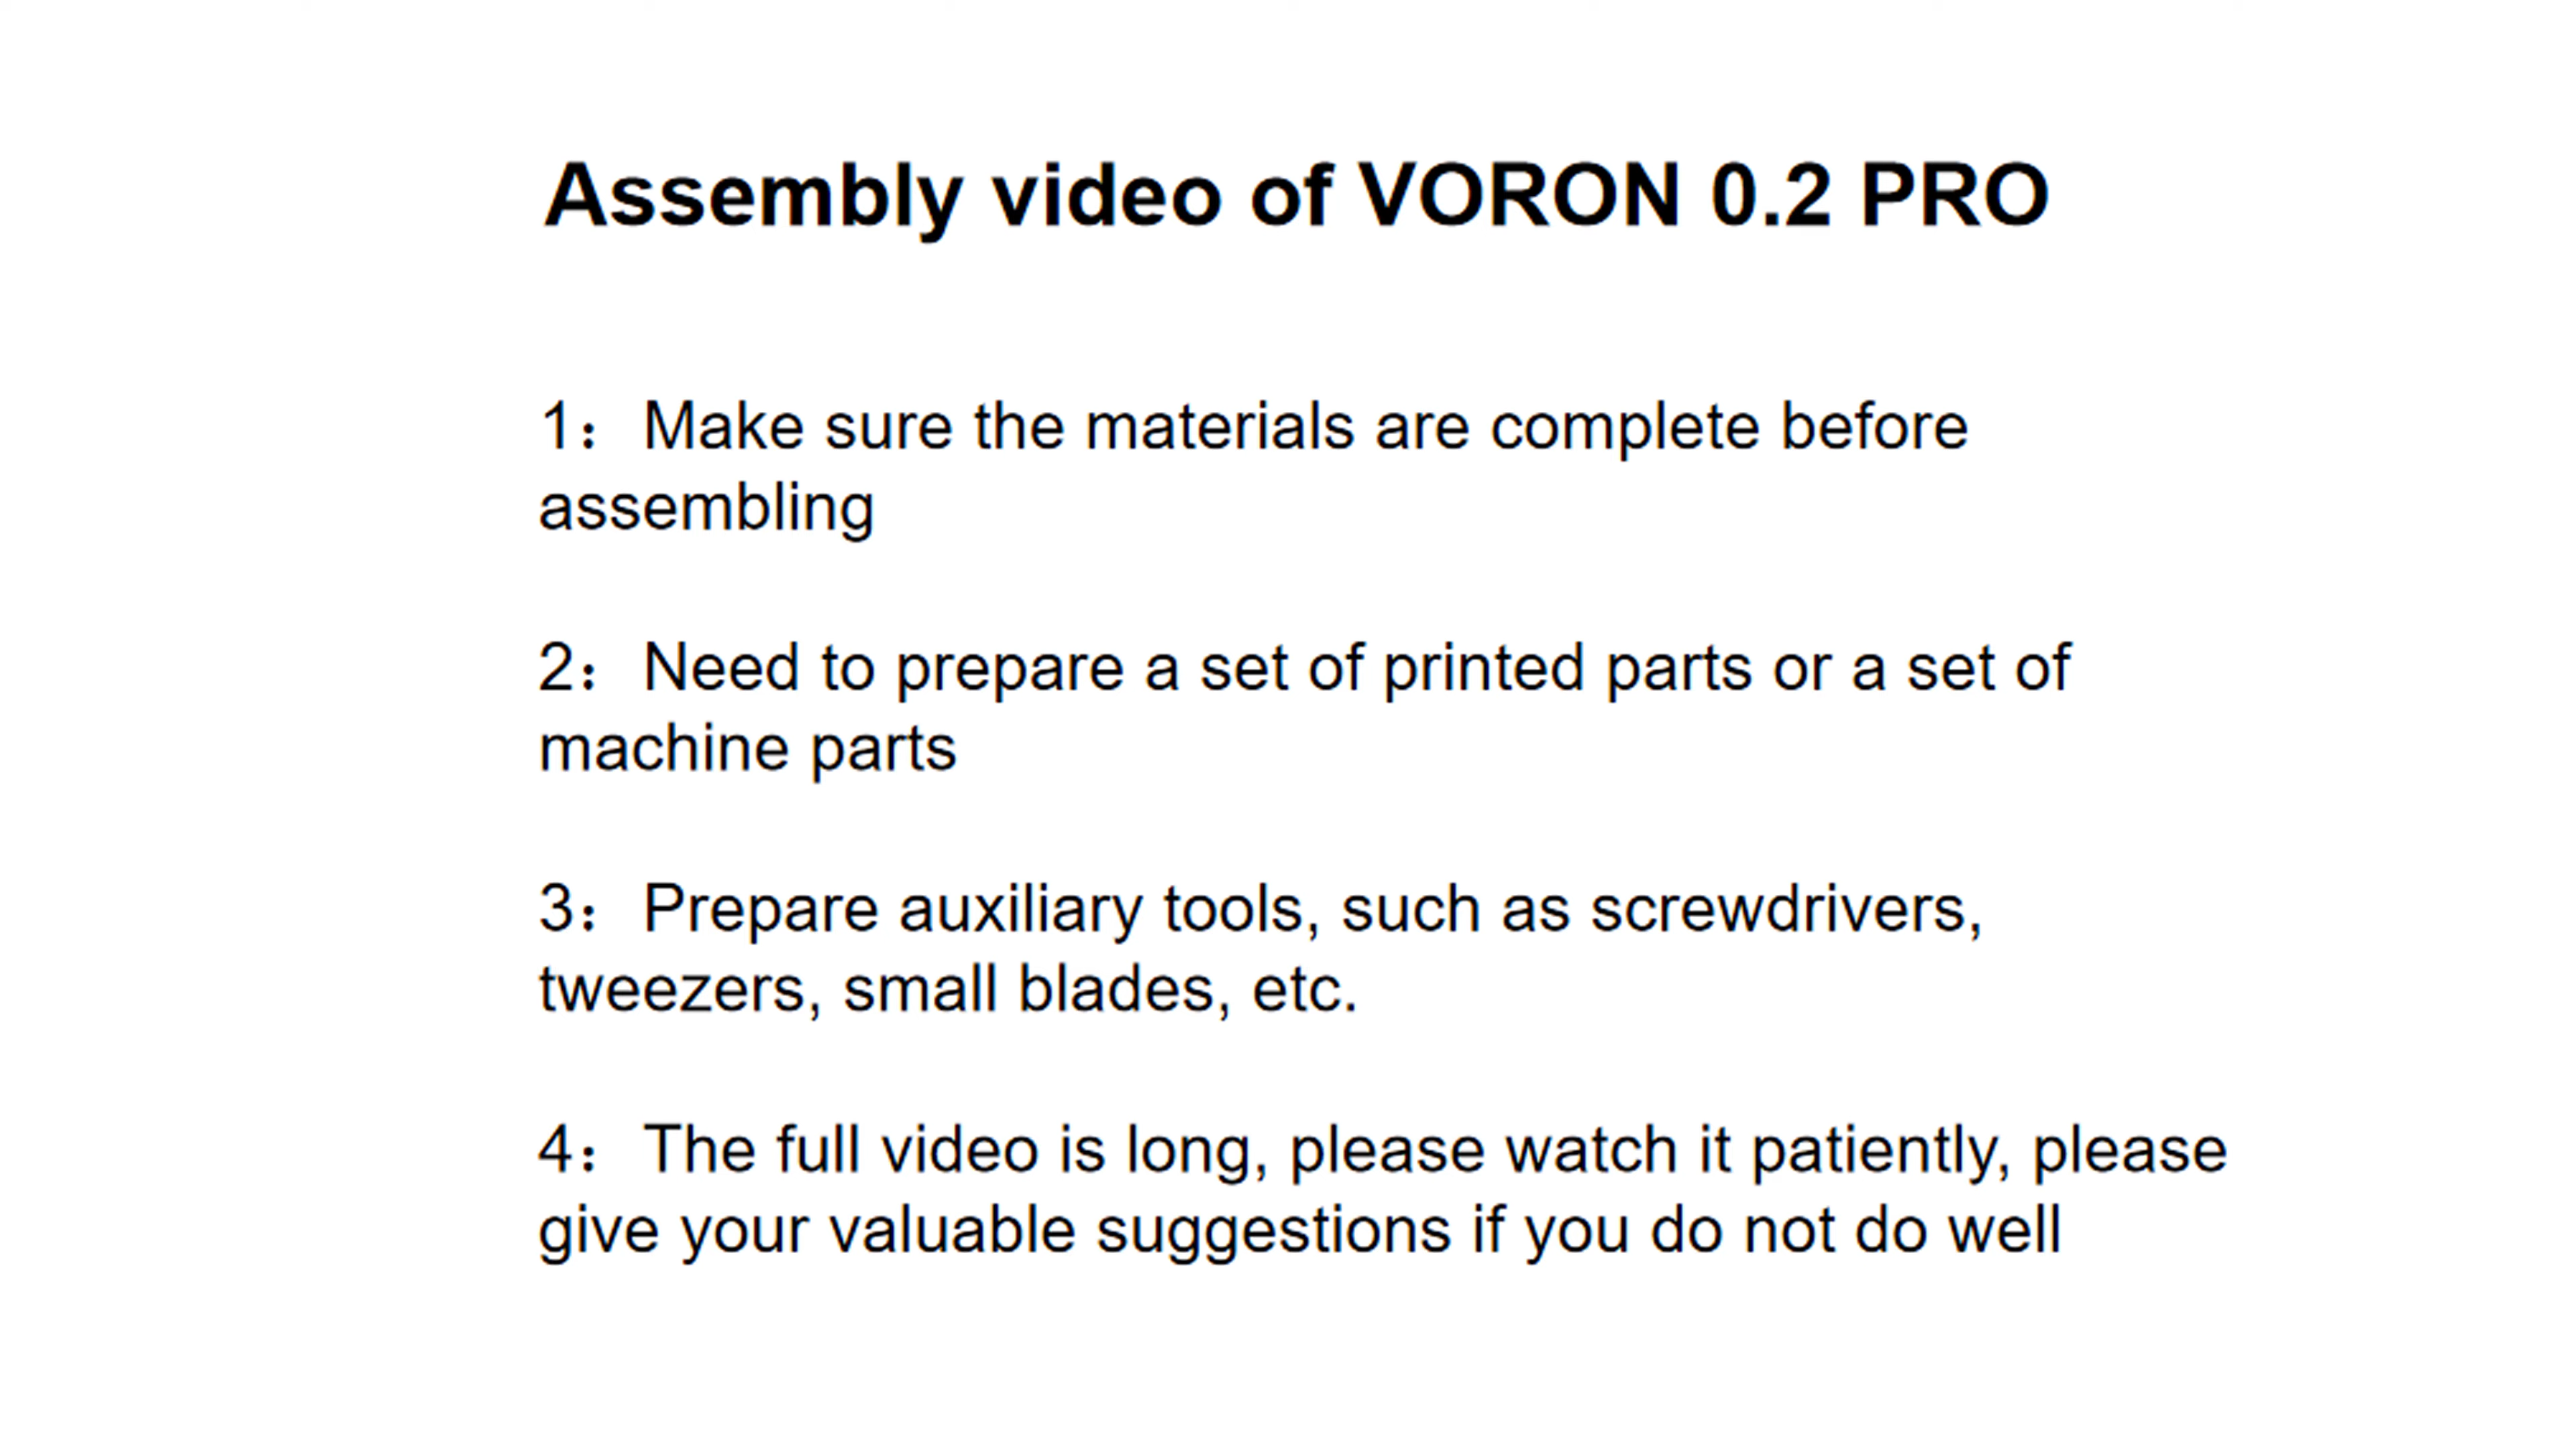 Assembly video of VORON 0.2 PRO
1：Make sure the materials are complete before
assembling
2：Need to prepare a set of printed parts or a set of
machine parts
3：Prepare auxiliary tools, such as screwdrivers,
tweezers, small blades, etc.
4：The full video is long, please watch it patiently, please
give your valuable suggestions if you do not do well